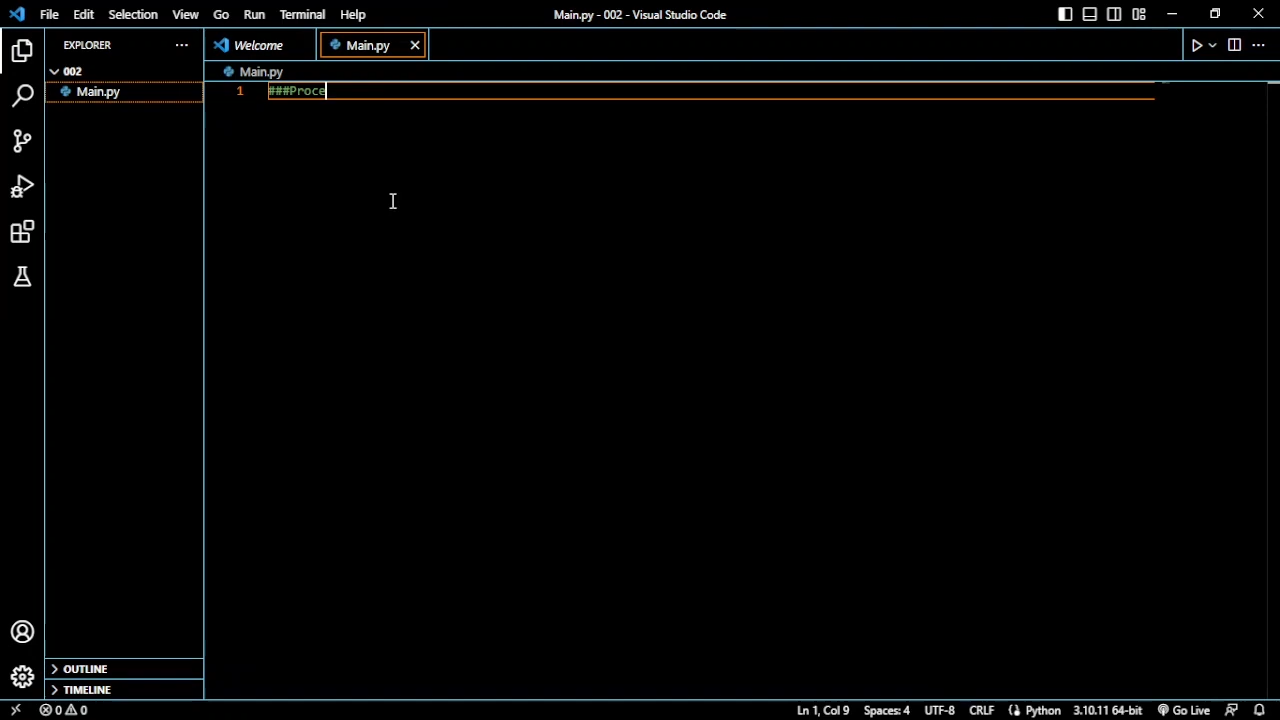 File Edit Selection View Go Run Terminal Help Main.py - 002 - Visual Studio Code
EXPLORER
Welcome Main.py
002
Main.py
Main.py
1 ###Proce
OUTLINE
TIMELINE
0 0 Ln 1, Col 9 Spaces: 4 UTF-8 CRLF Python 3.10.11 64-bit Go Live